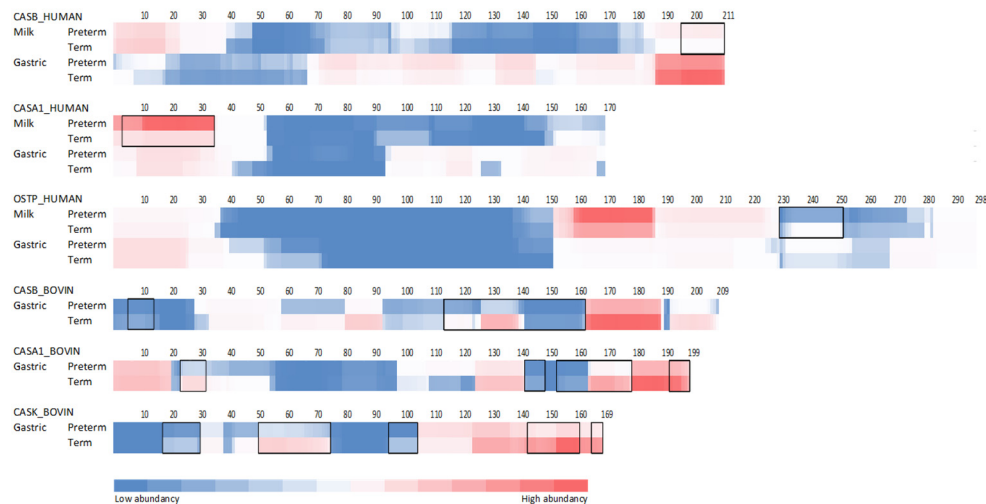 CASB_HUMAN 10 20 30 40 50 60 70 80 90 100 110 120 130 140 150 160 170 180 190 200 211
Milk Preterm
Term
Gastric Preterm
Term
CASA1_HUMAN 10 20 30 40 50 60 70 80 90 100 110 120 130 140 150 160 170
Milk Preterm
Term
Gastric Preterm
Term
OSTP_HUMAN 10 20 30 40 50 60 70 80 90 100 110 120 130 140 150 160 170 180 190 200 210 220 230 240 250 260 270 280 290 298
Milk Preterm
Term
Gastric Preterm
Term
CASB_BOVIN 10 20 30 40 50 60 70 80 90 100 110 120 130 140 150 160 170 180 190 200 209
Gastric Preterm
Term
CASA1_BOVIN 10 20 30 40 50 60 70 80 90 100 110 120 130 140 150 160 170 180 190 199
Gastric Preterm
Term
CASK_BOVIN 10 20 30 40 50 60 70 80 90 100 110 120 130 140 150 160 169
Gastric Preterm
Term
Low abundancy High abundancy